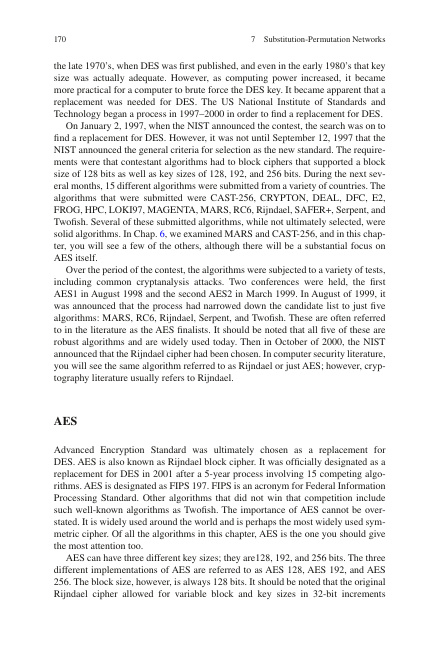 170
7 Substitution-Permutation Networks
the late 1970's, when DES was first published, and even in the early 1980's that key
size was actually adequate. However, as computing power increased, it became
more practical for a computer to brute force the DES key. It became apparent that a
replacement was needed for DES. The US National Institute of Standards and
Technology began a process in 1997–2000 in order to find a replacement for DES.
On January 2, 1997, when the NIST announced the contest, the search was on to
find a replacement for DES. However, it was not until September 12, 1997 that the
NIST announced the general criteria for selection as the new standard. The require-
ments were that contestant algorithms had to block ciphers that supported a block
size of 128 bits as well as key sizes of 128, 192, and 256 bits. During the next sev-
eral months, 15 different algorithms were submitted from a variety of countries. The
algorithms that were submitted were CAST-256, CRYPTON, DEAL, DFC, E2,
FROG, HPC, LOKI97, MAGENTA, MARS, RC6, Rijndael, SAFER+, Serpent, and
Twofish. Several of these submitted algorithms, while not ultimately selected, were
solid algorithms. In Chap. 6, we examined MARS and CAST-256, and in this chap-
ter, you will see a few of the others, although there will be a substantial focus on
AES itself.
Over the period of the contest, the algorithms were subjected to a variety of tests,
including common cryptanalysis attacks. Two conferences were held, the first
AES1 in August 1998 and the second AES2 in March 1999. In August of 1999, it
was announced that the process had narrowed down the candidate list to just five
algorithms: MARS, RC6, Rijndael, Serpent, and Twofish. These are often referred
to in the literature as the AES finalists. It should be noted that all five of these are
robust algorithms and are widely used today. Then in October of 2000, the NIST
announced that the Rijndael cipher had been chosen. In computer security literature,
you will see the same algorithm referred to as Rijndael or just AES; however, cryp-
tography literature usually refers to Rijndael.
AES
Advanced Encryption Standard was ultimately chosen as a replacement for
DES. AES is also known as Rijndael block cipher. It was officially designated as a
replacement for DES in 2001 after a 5-year process involving 15 competing algo-
rithms. AES is designated as FIPS 197. FIPS is an acronym for Federal Information
Processing Standard. Other algorithms that did not win that competition include
such well-known algorithms as Twofish. The importance of AES cannot be over-
stated. It is widely used around the world and is perhaps the most widely used sym-
metric cipher. Of all the algorithms in this chapter, AES is the one you should give
the most attention too.
AES can have three different key sizes; they are128, 192, and 256 bits. The three
different implementations of AES are referred to as AES 128, AES 192, and AES
256. The block size, however, is always 128 bits. It should be noted that the original
Rijndael cipher allowed for variable block and key sizes in 32-bit increments